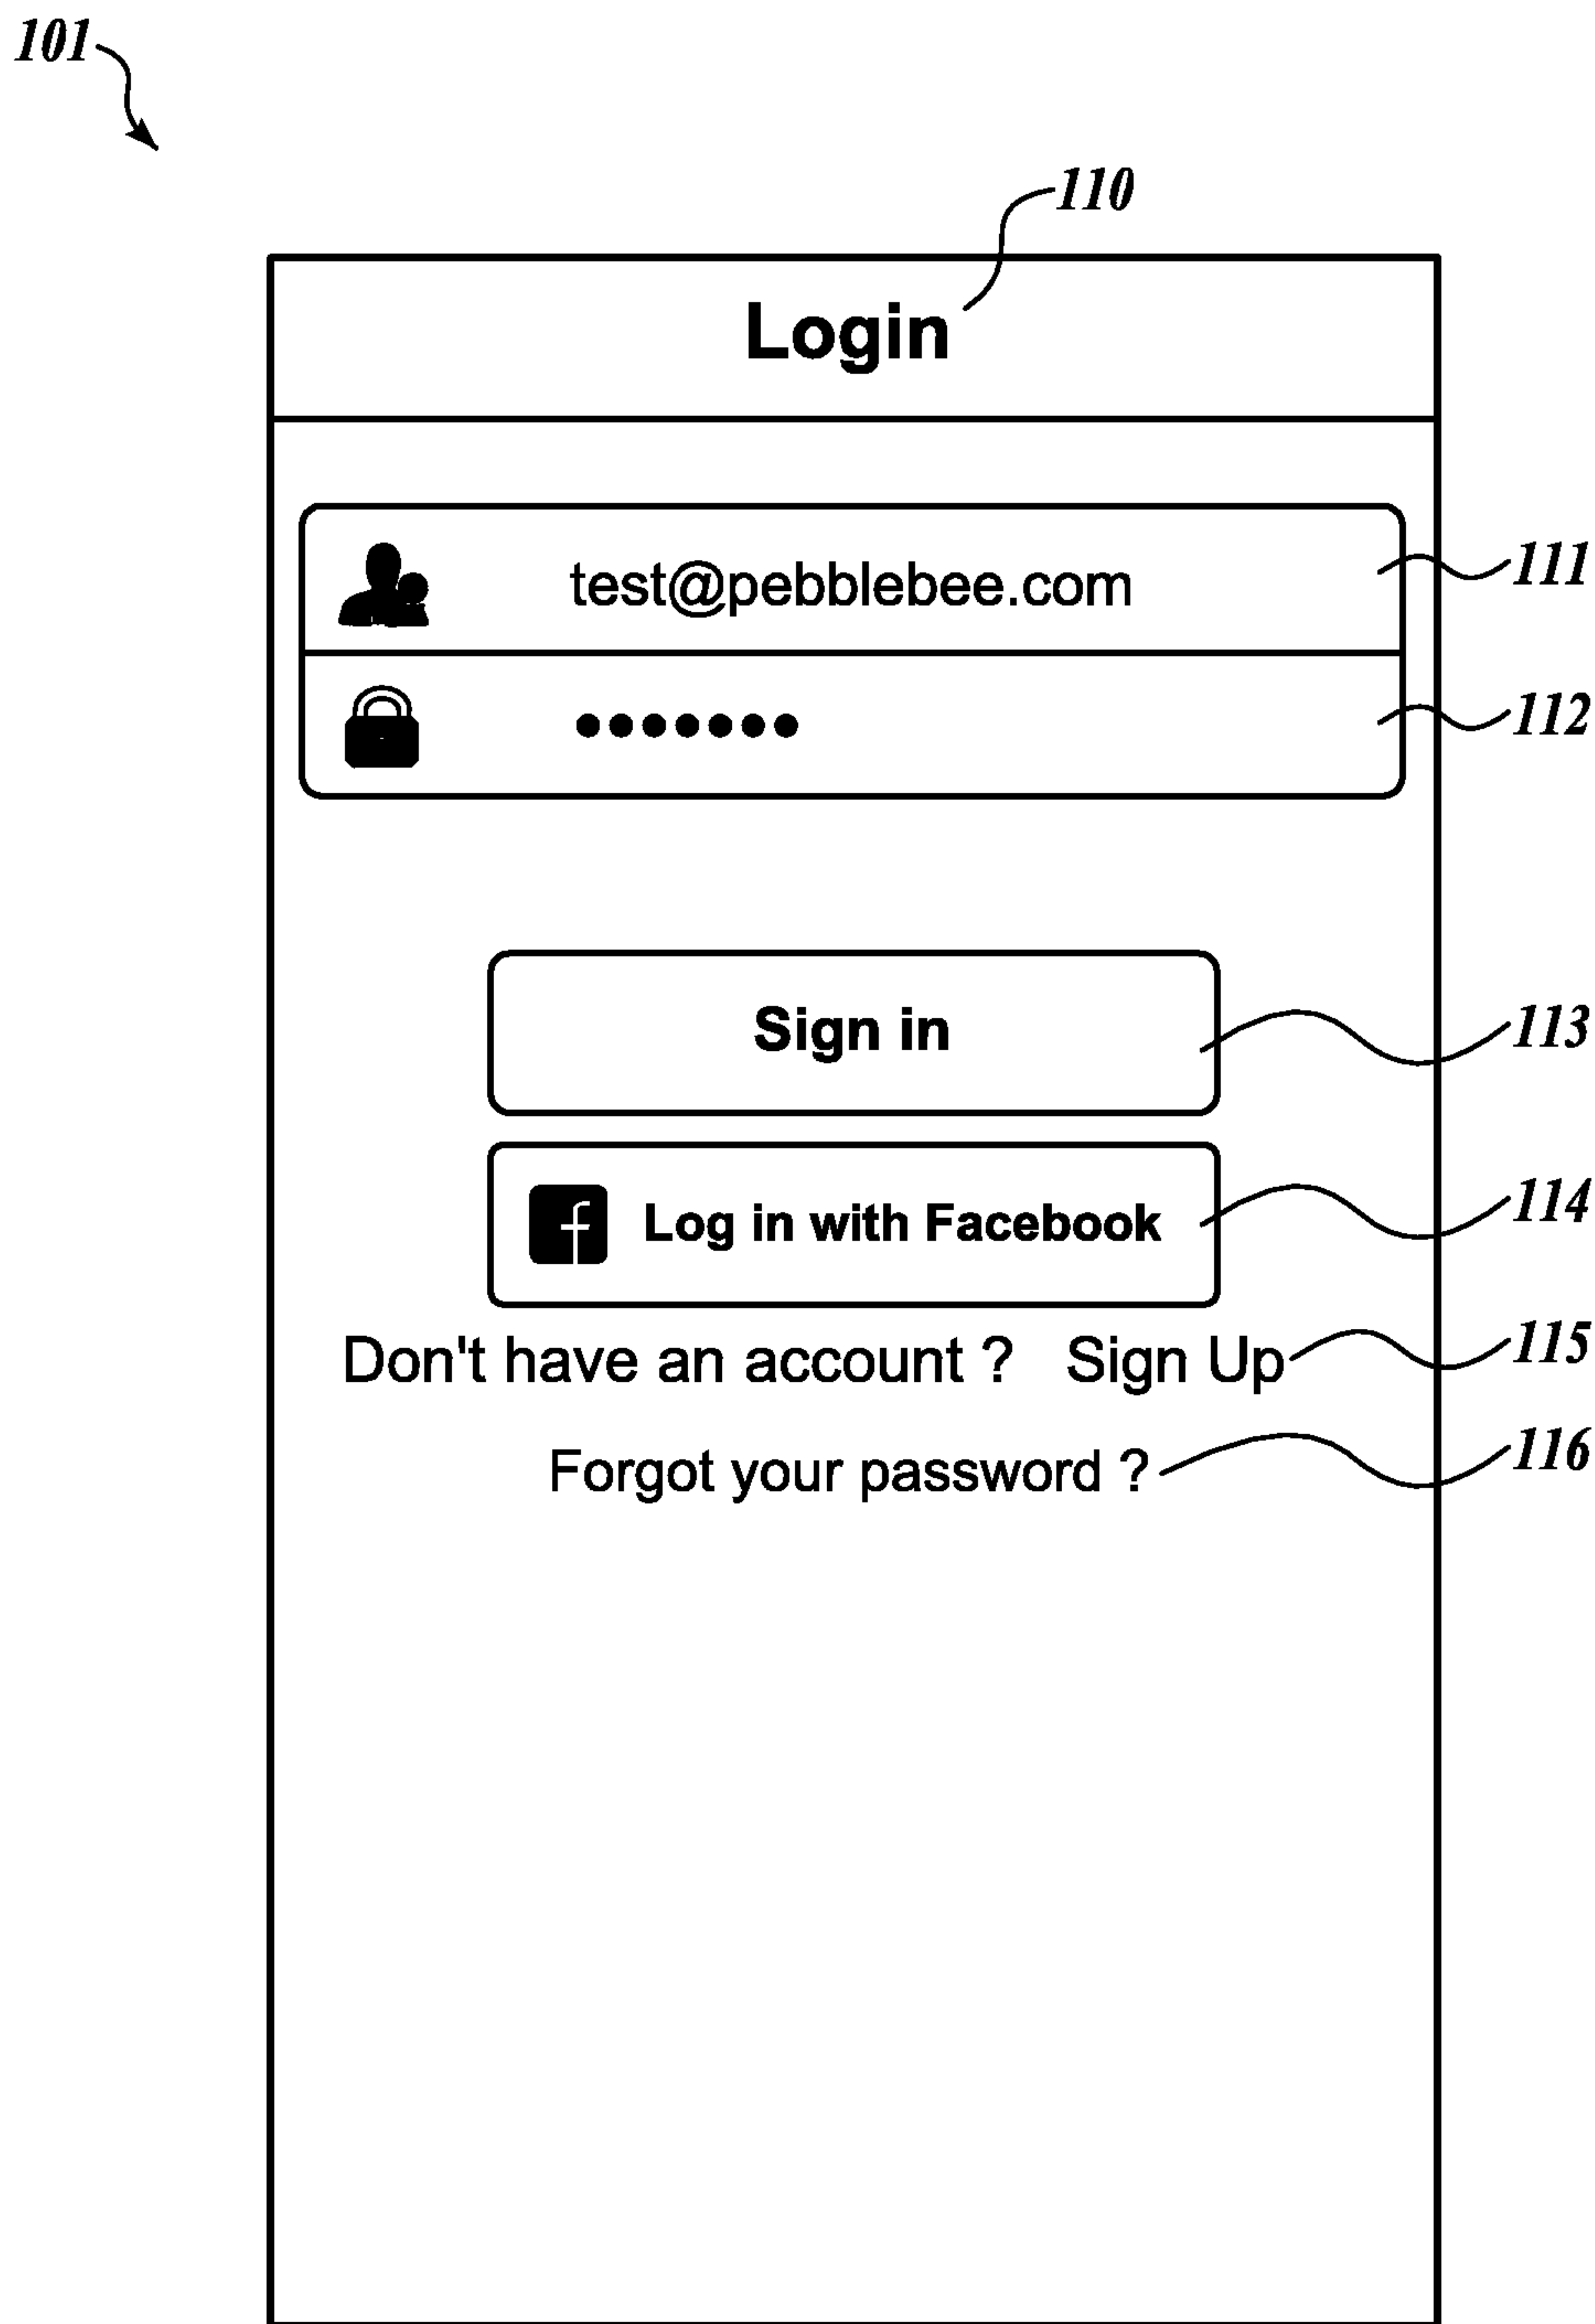 101
110
Login
test@pebblebee.com
111
•••••••
112
Sign in
113
f Log in with Facebook
114
Don't have an account ? Sign Up
115
Forgot your password ?
116